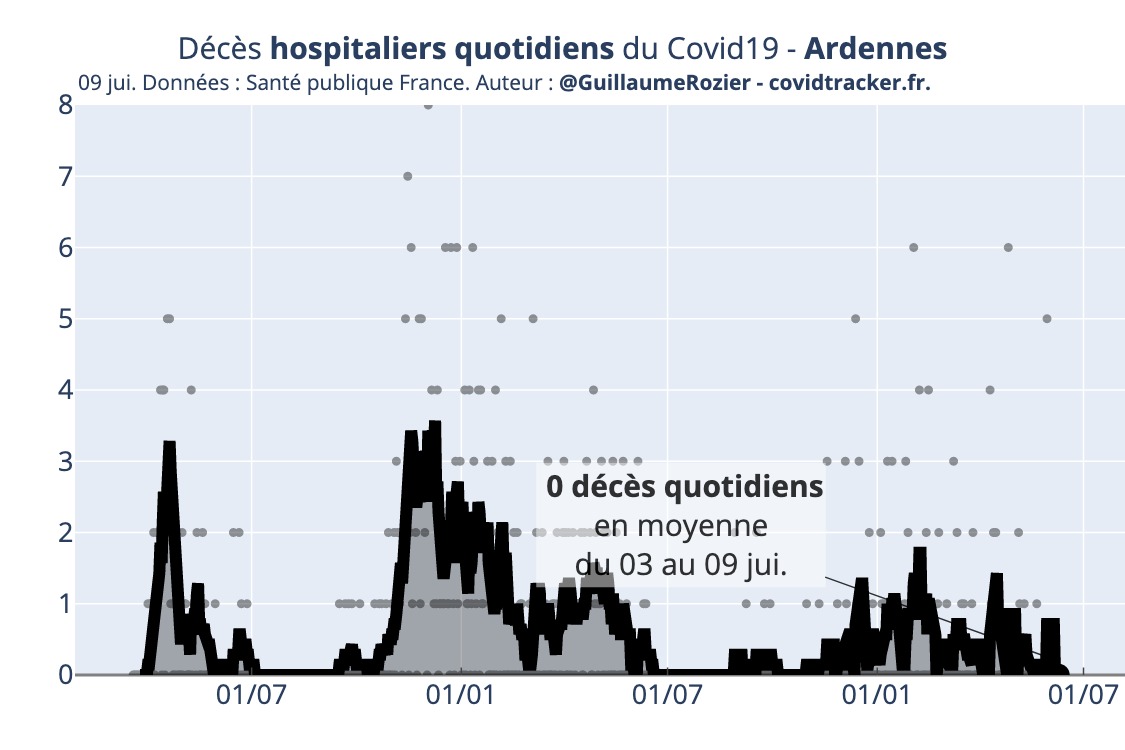 Décès hospitaliers quotidiens du Covid19 - Ardennes
09 jui. Données : Santé publique France. Auteur : @GuillaumeRozier - covidtracker.fr.
8
7
6
5
4
3
0 décès quotidiens
en moyenne
du 03 au 09 jui.
2
1
0
01/07
01/01
01/07
01/01
01/07